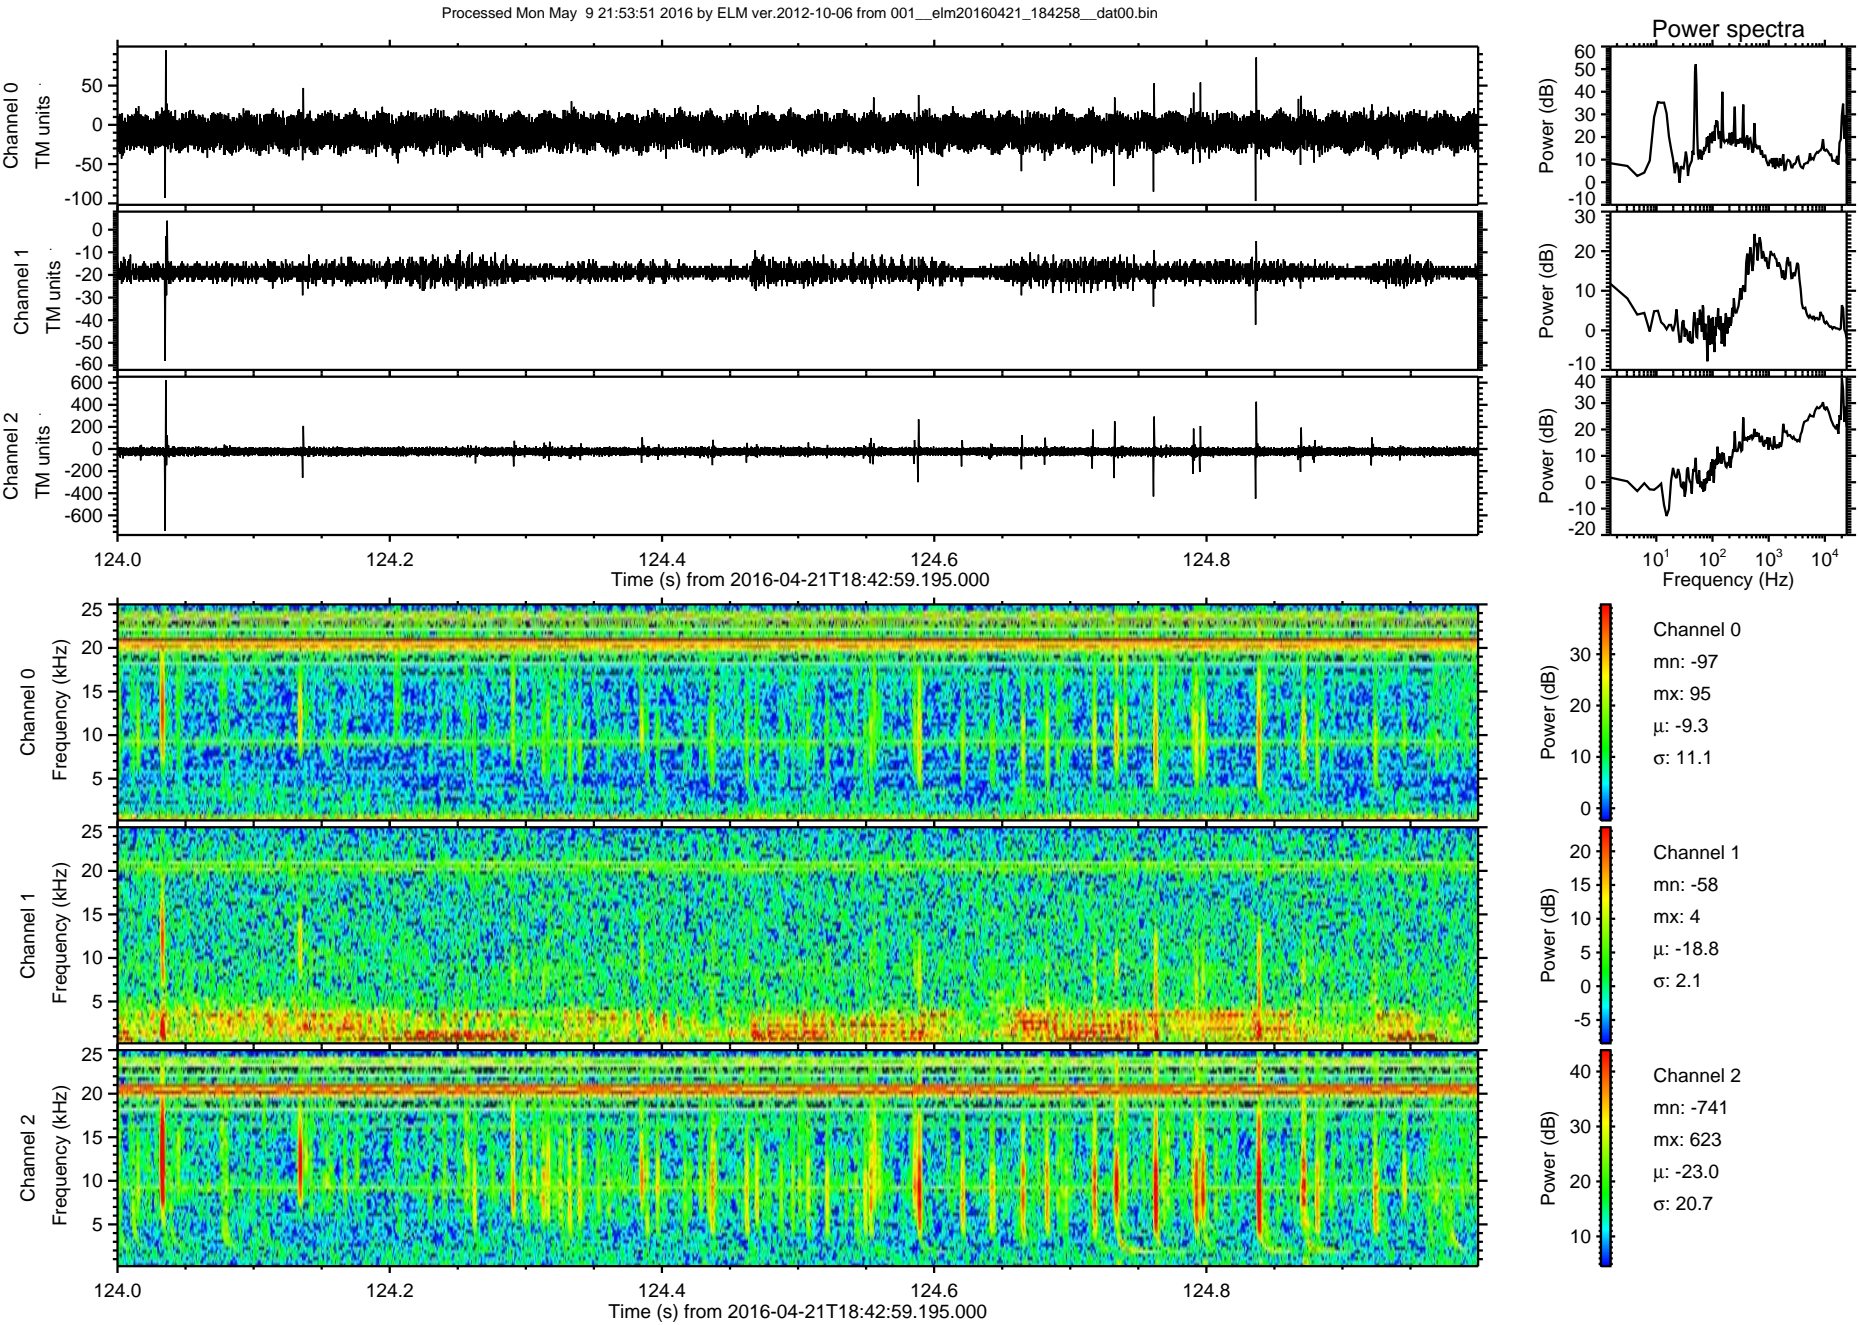 Processed Mon May  9 21:53:51 2016 by ELM ver.2012-10-06 from 001__elm20160421_184258__dat00.bin
Power spectra
Channel 0
TM units
50
0
-50
-100
Power (dB)
60
50
40
30
20
10
0
-10
Channel 1
TM units
0
-10
-20
-30
-40
-50
-60
Power (dB)
30
20
10
0
-10
Channel 2
TM units
600
400
200
0
-200
-400
-600
Power (dB)
40
30
20
10
0
-10
-20
124.0 124.2 124.4 124.6 124.8
Time (s) from 2016-04-21T18:42:59.195.000
10^1 10^2 10^3 10^4
Frequency (Hz)
Channel 0
Frequency (kHz)
25
20
15
10
5
Power (dB)
30
20
10
0
Channel 0
mn: -97
mx: 95
μ: -9.3
σ: 11.1
Channel 1
Frequency (kHz)
25
20
15
10
5
Power (dB)
20
15
10
5
0
-5
Channel 1
mn: -58
mx: 4
μ: -18.8
σ: 2.1
Channel 2
Frequency (kHz)
25
20
15
10
5
Power (dB)
40
30
20
10
Channel 2
mn: -741
mx: 623
μ: -23.0
σ: 20.7
124.0 124.2 124.4 124.6 124.8
Time (s) from 2016-04-21T18:42:59.195.000